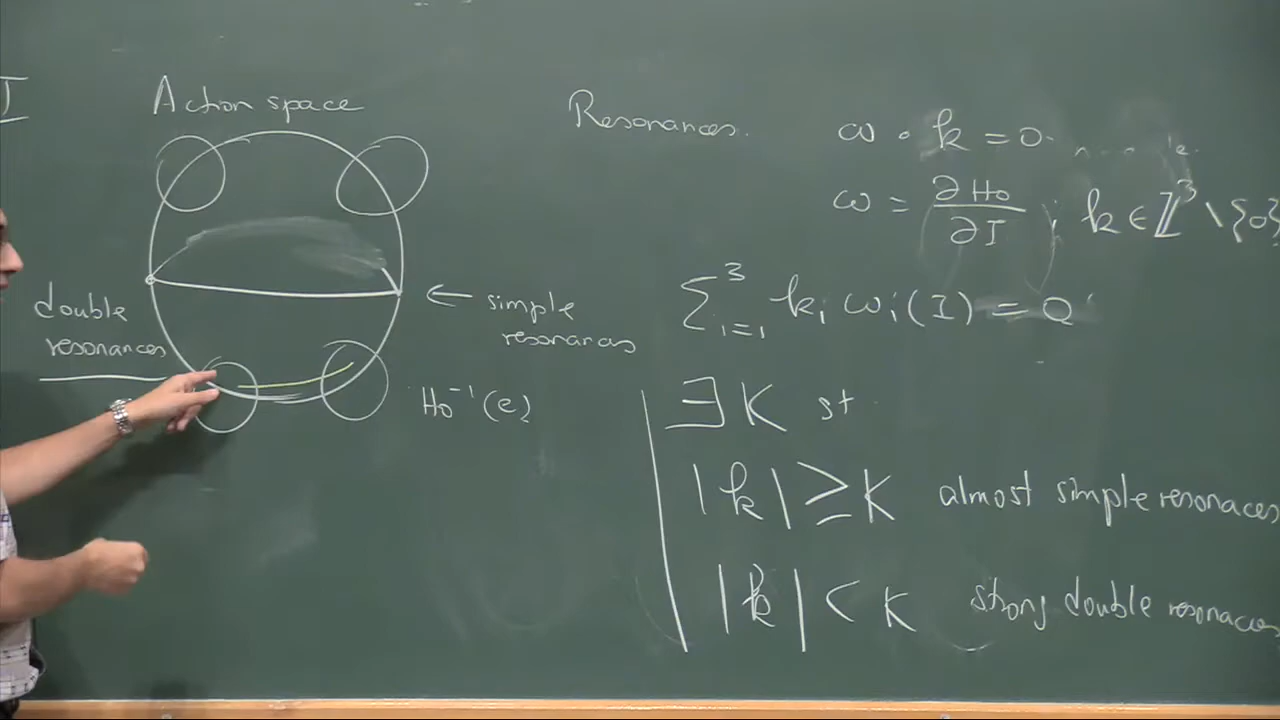 I
Action space
double
resonances
simple
resonances
H₀⁻¹(e)
Resonances.
ω · k = 0
ω = ∂H₀/∂I ; k ∈ ℤ³ \ {0}
∑³ᵢ₌₁ kᵢ ωᵢ(I) = 0
∃ K st
|k| ≥ K almost simple resonaces
|k| < K strong double resonacies